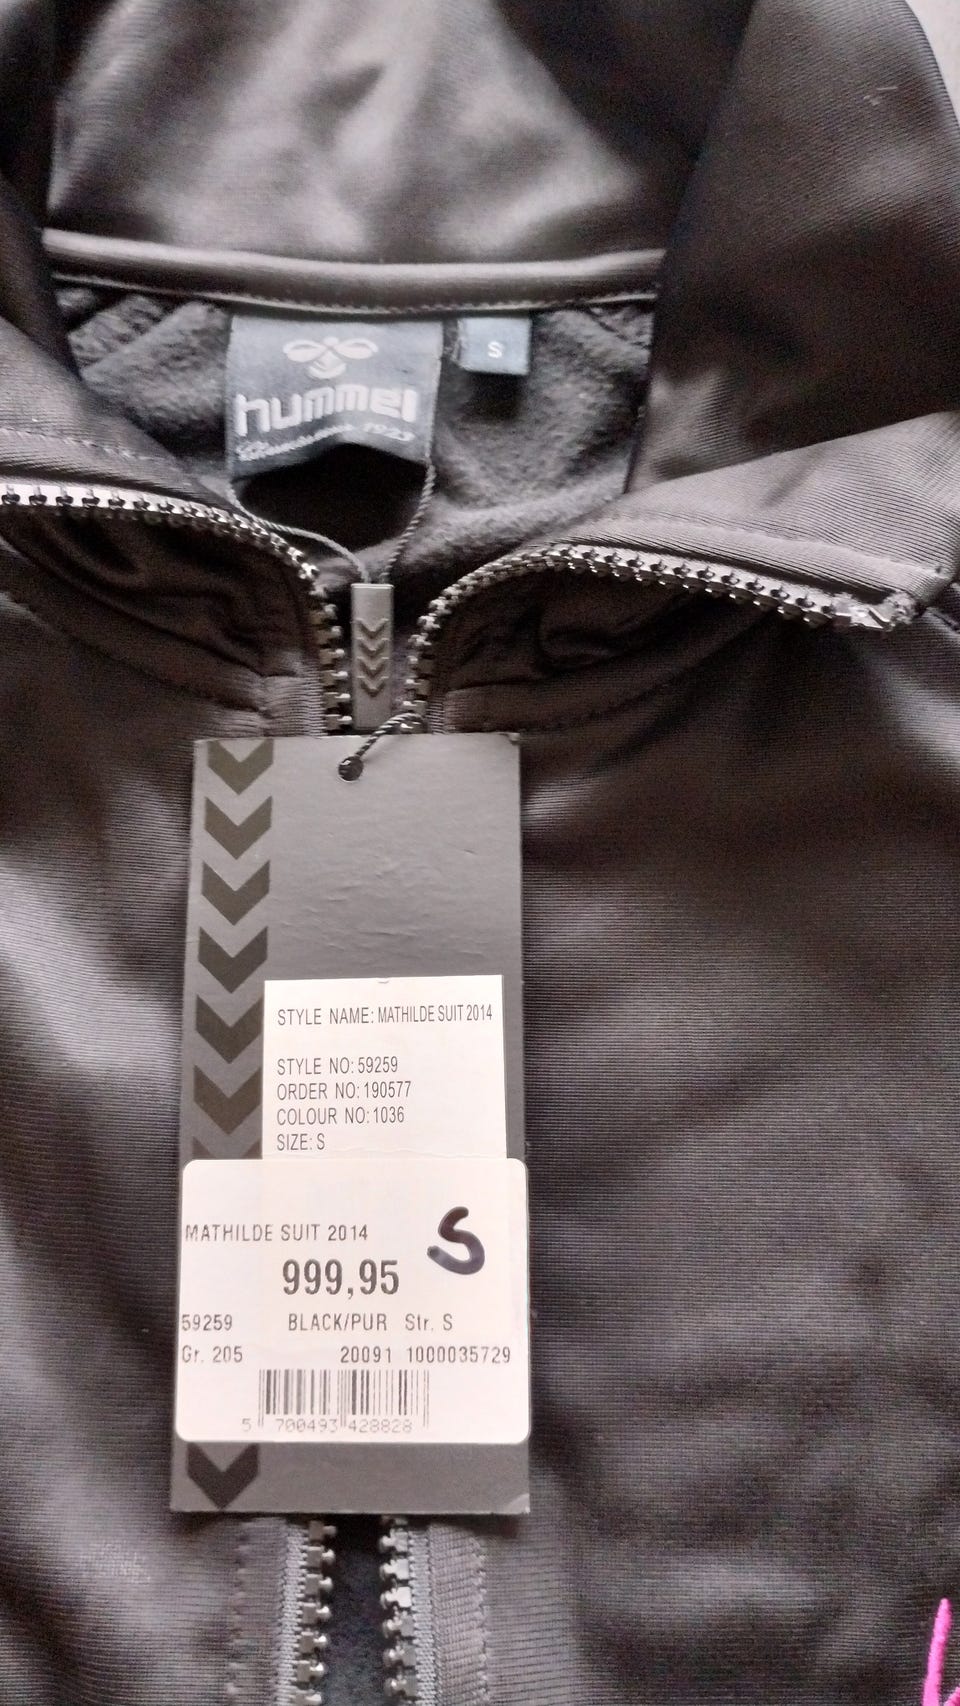 hummel
1923
S
STYLE NAME: MATHILDE SUIT 2014
STYLE NO: 59259
ORDER NO: 190577
COLOUR NO: 1036
SIZE: S
MATHILDE SUIT 2014
S
999,95
59259 BLACK/PUR Str. S
Gr. 205 20091 1000035729
5 700493 428828